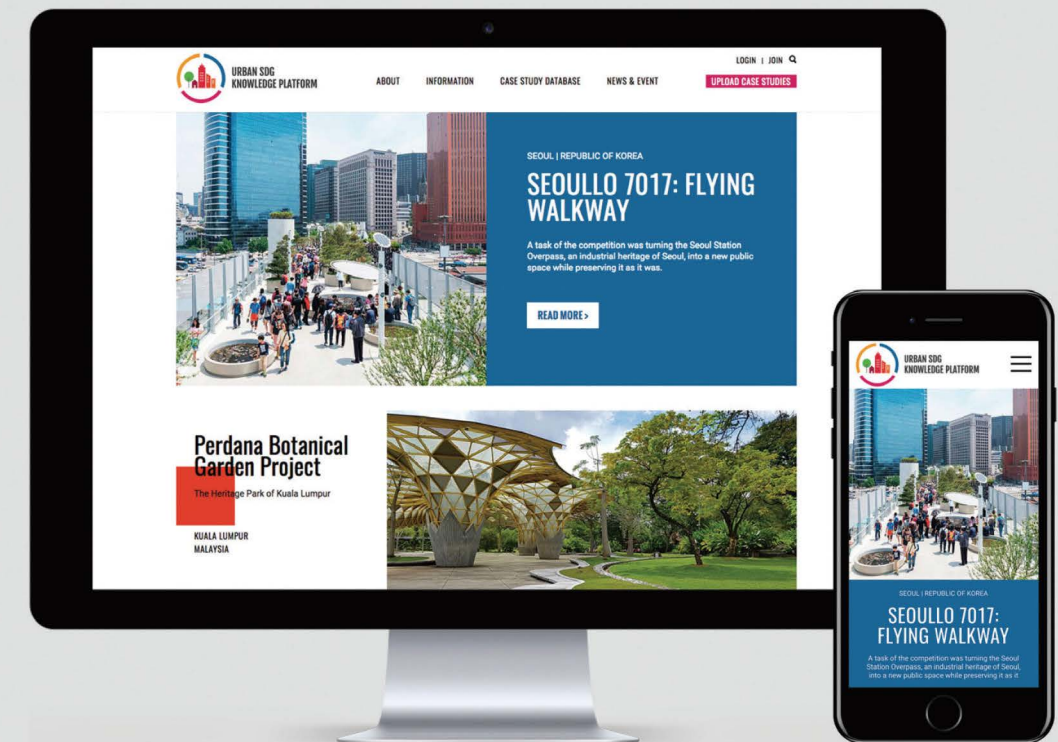 URBAN SDG
KNOWLEDGE PLATFORM
ABOUT
INFORMATION
CASE STUDY DATABASE
NEWS & EVENT
LOGIN | JOIN
UPLOAD CASE STUDIES
SEOUL | REPUBLIC OF KOREA
SEOULLO 7017: FLYING
WALKWAY
A task of the competition was turning the Seoul Station
Overpass, an industrial heritage of Seoul, into a new public
space while preserving it as it was.
READ MORE >
Perdana Botanical
Garden Project
The Heritage Park of Kuala Lumpur
KUALA LUMPUR
MALAYSIA
URBAN SDG
KNOWLEDGE PLATFORM
SEOUL | REPUBLIC OF KOREA
SEOULLO 7017:
FLYING WALKWAY
A task of the competition was turning the Seoul
Station Overpass, an industrial heritage of Seoul,
into a new public space while preserving it as it